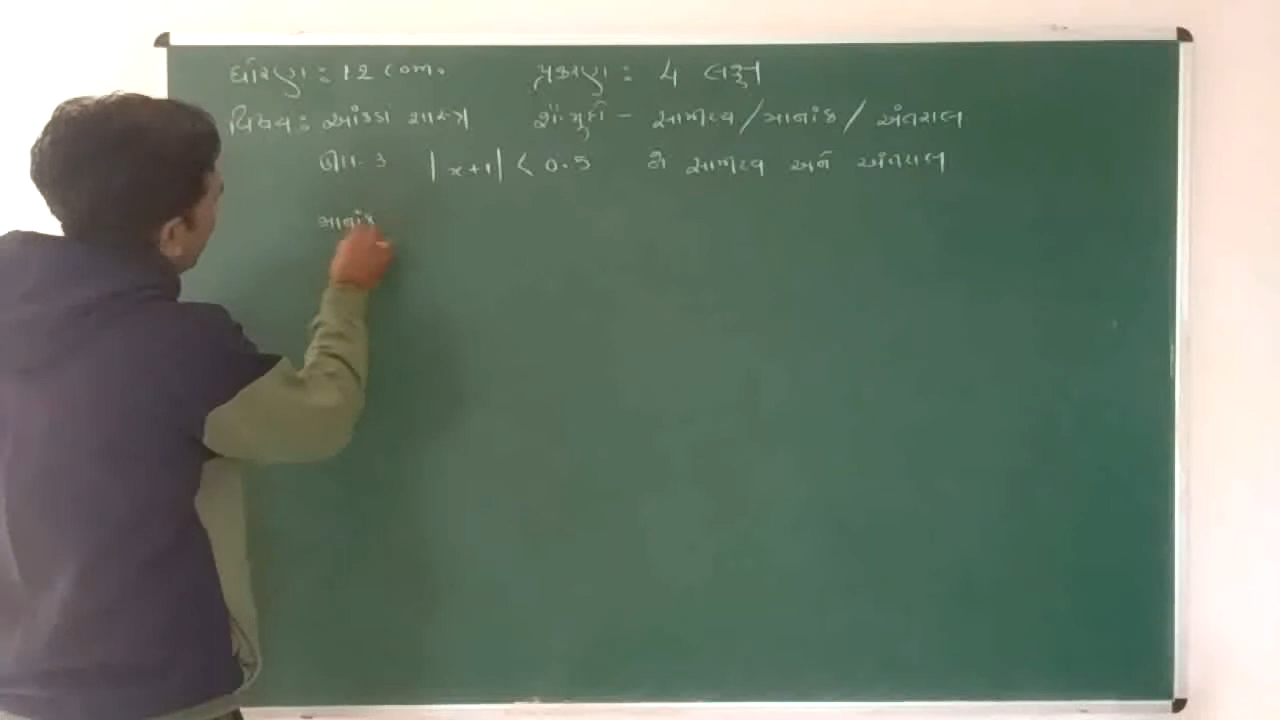 ધોરણ : 12 com. પ્રકરણ : 4 લક્ષ
વિષય : આંકડા શાસ્ત્ર શૈ. મુદ્દો - સામીપ્ય / માનાંક / અંતરાલ
ઉદા. 3 |x+1| < 0.5 ને સામીપ્ય અને અંતરાલ
માનાંક